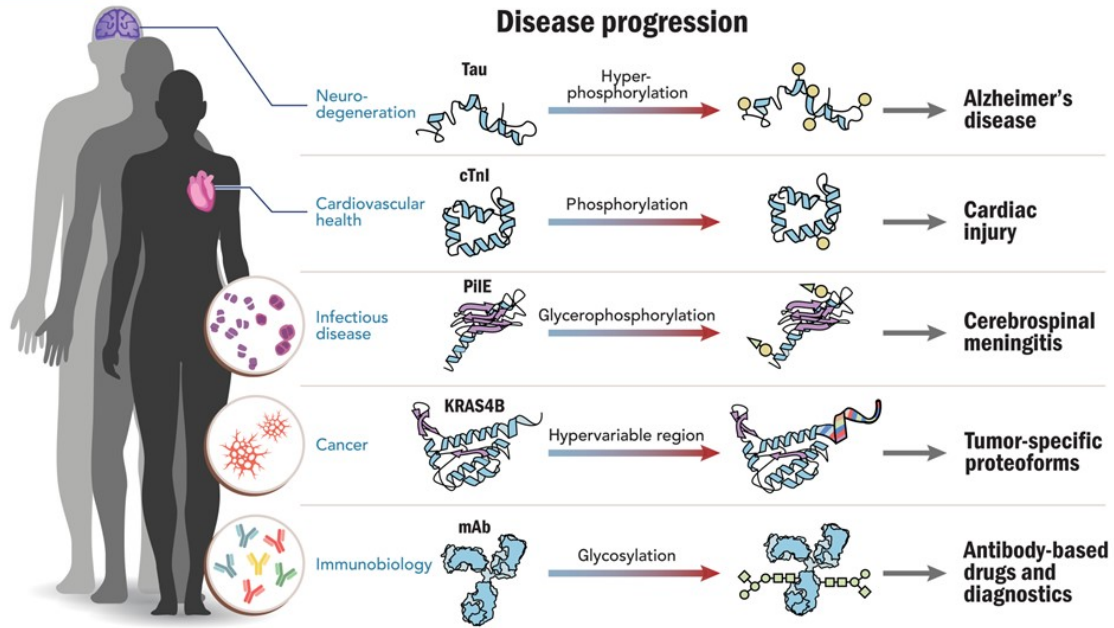 Disease progression
Neuro-
degeneration
Tau
Hyper-
phosphorylation
Alzheimer's
disease
Cardiovascular
health
cTnI
Phosphorylation
Cardiac
injury
Infectious
disease
PilE
Glycerophosphorylation
Cerebrospinal
meningitis
Cancer
KRAS4B
Hypervariable region
Tumor-specific
proteoforms
Immunobiology
mAb
Glycosylation
Antibody-based
drugs and
diagnostics